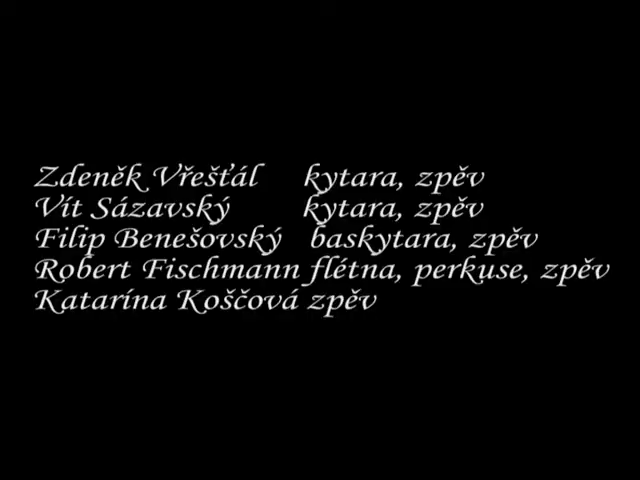 Zdeněk Vřešťál kytara, zpěv
Vít Sázavský kytara, zpěv
Filip Benešovský baskytara, zpěv
Robert Fischmann flétna, perkuse, zpěv
Katarína Koščová zpěv